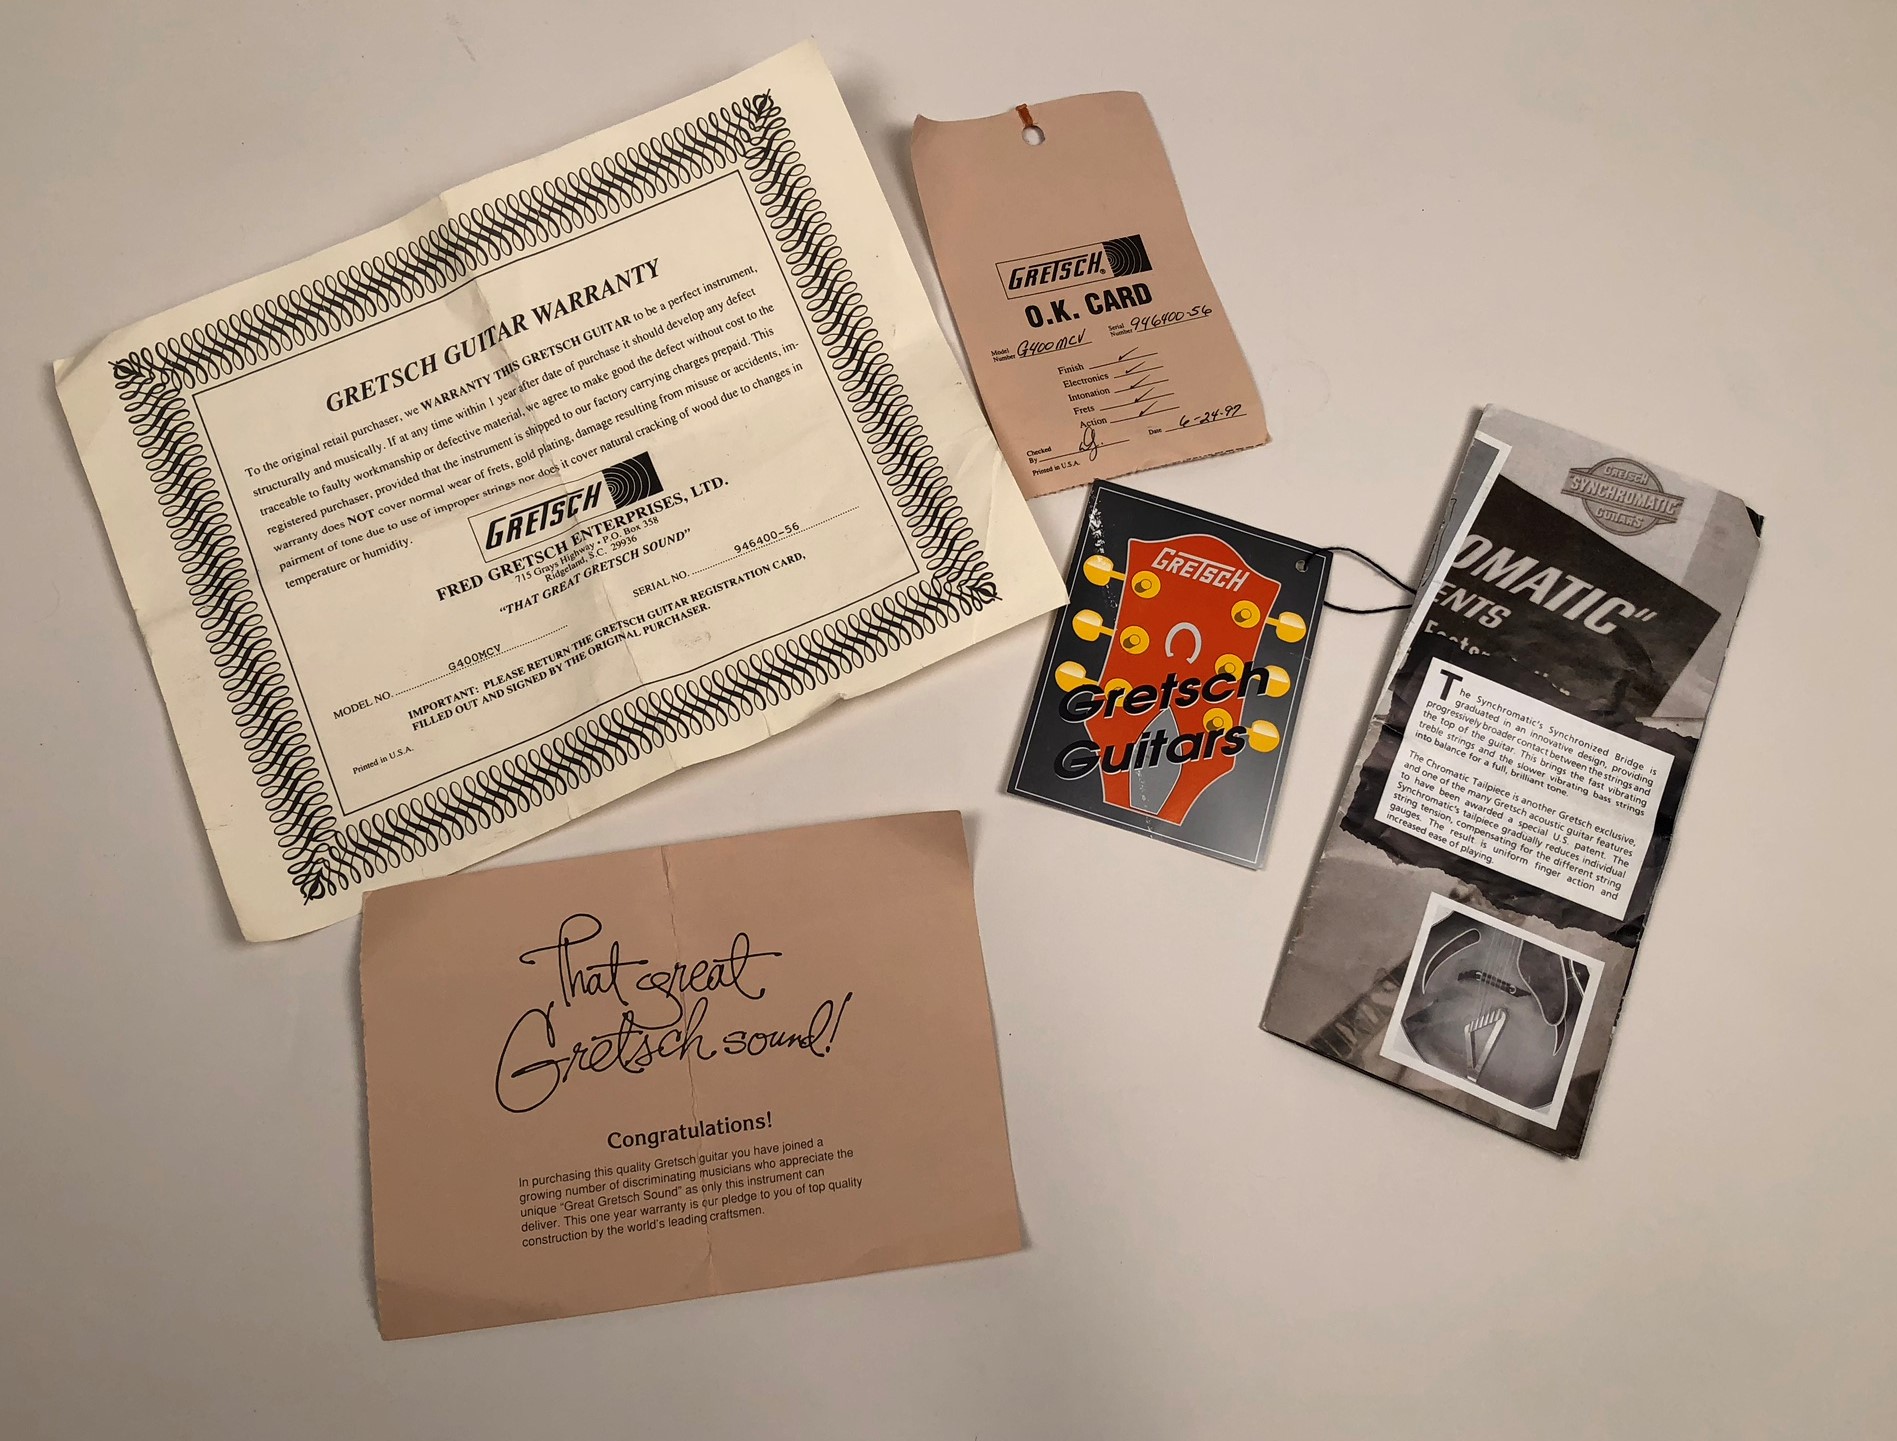 GRETSCH GUITAR WARRANTY
To the original retail purchaser, we WARRANTY THIS GRETSCH GUITAR to be a perfect instrument,
structurally and musically. If at any time within 1 year after date of purchase it should develop any defect
traceable to faulty workmanship or defective material, we agree to make good the defect without cost to the
registered purchaser, provided that the instrument is shipped to our factory carrying charges prepaid. This
warranty does NOT cover normal wear of frets, gold plating, damage resulting from misuse or accidents, im-
pairment of tone due to use of improper strings nor does it cover natural cracking of wood due to changes in
temperature or humidity.
GRETSCH
FRED GRETSCH ENTERPRISES, LTD.
715 Grays Highway • P.O. Box 358
Ridgeland, S.C. 29936
"THAT GREAT GRETSCH SOUND"
MODEL NO. G400MCV SERIAL NO. 946400-56
IMPORTANT: PLEASE RETURN THE GRETSCH GUITAR REGISTRATION CARD,
FILLED OUT AND SIGNED BY THE ORIGINAL PURCHASER.
Printed in U.S.A.
GRETSCH®
O.K. CARD
Model Number G400MCV Serial Number 946400-56
Finish
Electronics
Intonation
Frets
Action
Checked By Date 6-24-97
Printed in U.S.A.
GRETSCH
Gretsch
Guitars
GRETSCH
SYNCHROMATIC
GUITARS
OMATIC"
ENTS
The Synchromatic's Synchronized Bridge is
graduated in an innovative design, providing
progressively broader contact between the strings and
the top of the guitar. This brings the fast vibrating
treble strings and the slower vibrating bass strings
into balance for a full, brilliant tone.
The Chromatic Tailpiece is another Gretsch exclusive,
and one of the many Gretsch acoustic guitar features
to have been awarded a special U.S. patent. The
Synchromatic's tailpiece gradually reduces individual
string tension, compensating for the different string
gauges. The result is uniform finger action and
increased ease of playing.
That great
Gretsch sound!
Congratulations!
In purchasing this quality Gretsch guitar you have joined a
growing number of discriminating musicians who appreciate the
unique "Great Gretsch Sound" as only this instrument can
deliver. This one year warranty is our pledge to you of top quality
construction by the world's leading craftsmen.